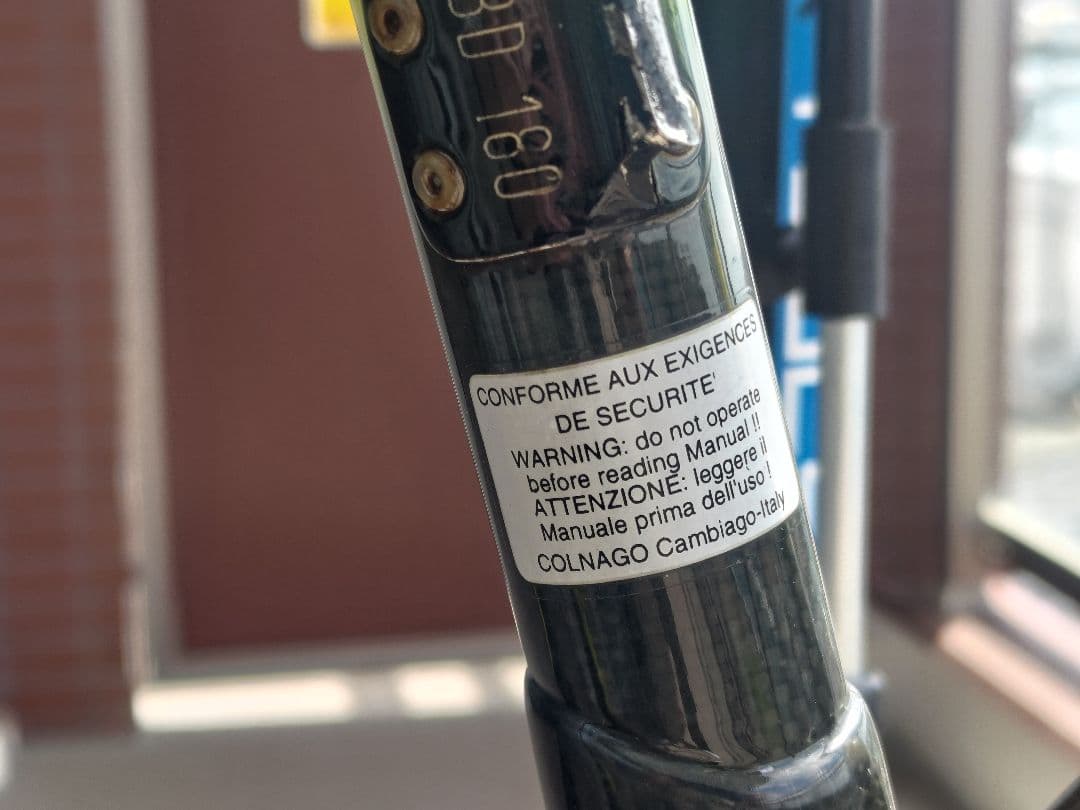 180
CONFORME AUX EXIGENCES
DE SECURITE'
WARNING: do not operate
before reading Manual !!
ATTENZIONE: leggere il
Manuale prima dell'uso !
COLNAGO Cambiago-Italy